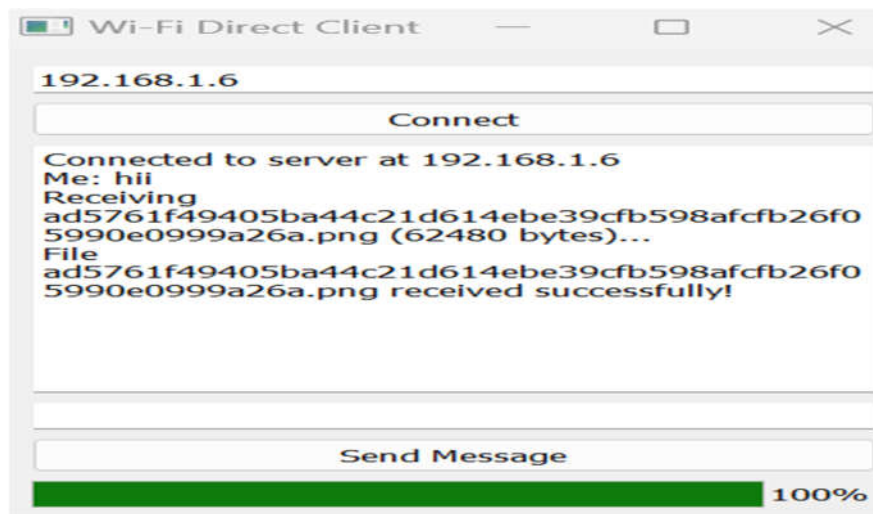 Wi-Fi Direct Client
192.168.1.6
Connect
Connected to server at 192.168.1.6
Me: hii
Receiving
ad5761f49405ba44c21d614ebe39cfb598afcfb26f0
5990e0999a26a.png (62480 bytes)...
File
ad5761f49405ba44c21d614ebe39cfb598afcfb26f0
5990e0999a26a.png received successfully!
Send Message
100%